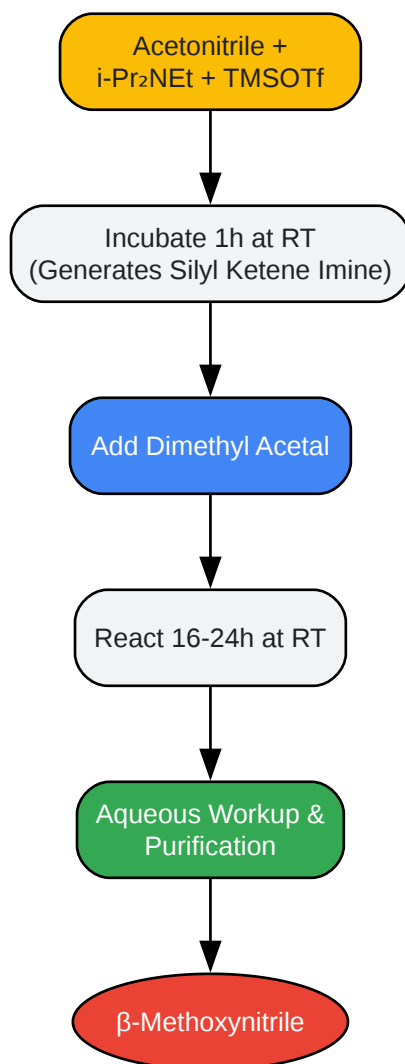 Acetonitrile +
i-Pr₂NEt + TMSOTf
Incubate 1h at RT
(Generates Silyl Ketene Imine)
Add Dimethyl Acetal
React 16-24h at RT
Aqueous Workup &
Purification
β-Methoxynitrile